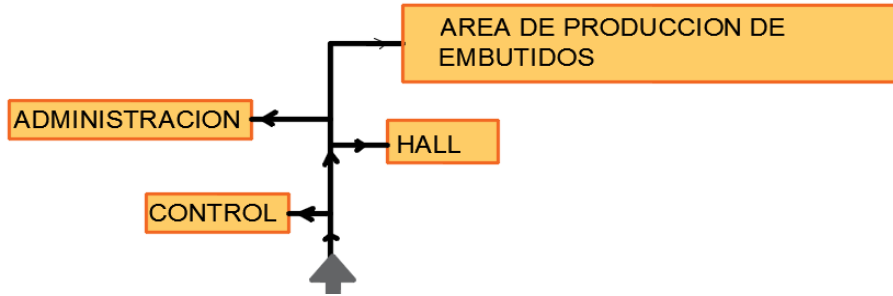 AREA DE PRODUCCION DE
EMBUTIDOS
ADMINISTRACION
HALL
CONTROL